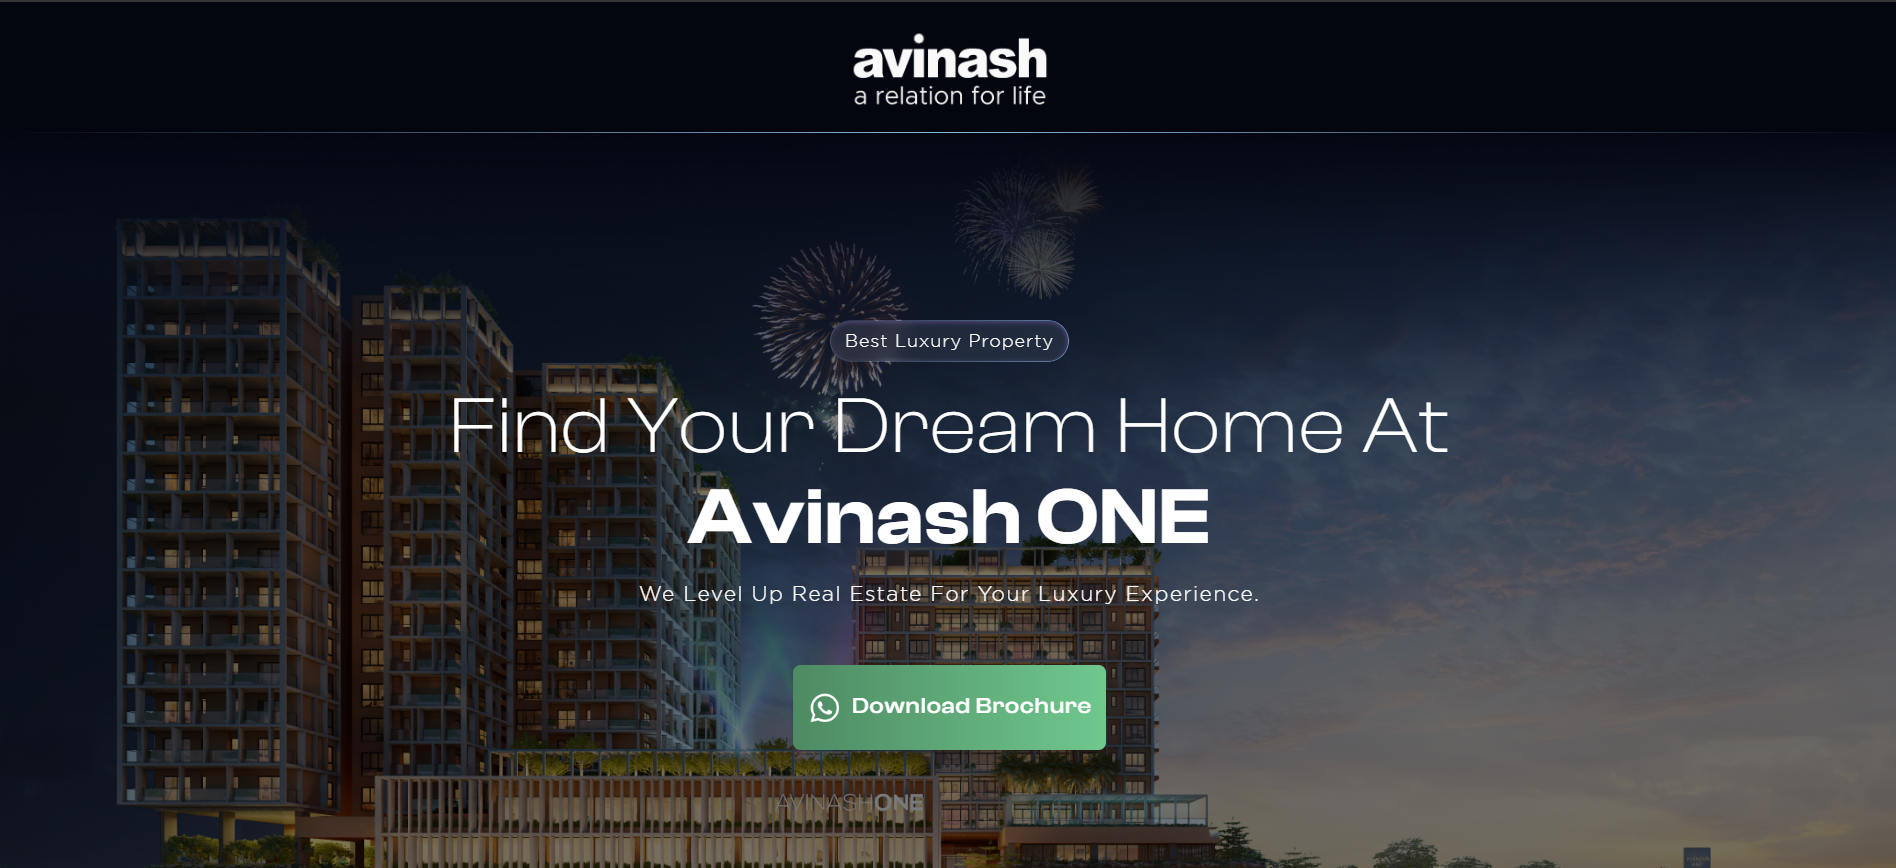 avinash
a relation for life
Best Luxury Property
Find Your Dream Home At
Avinash ONE
We Level Up Real Estate For Your Luxury Experience.
Download Brochure
AVINASHONE